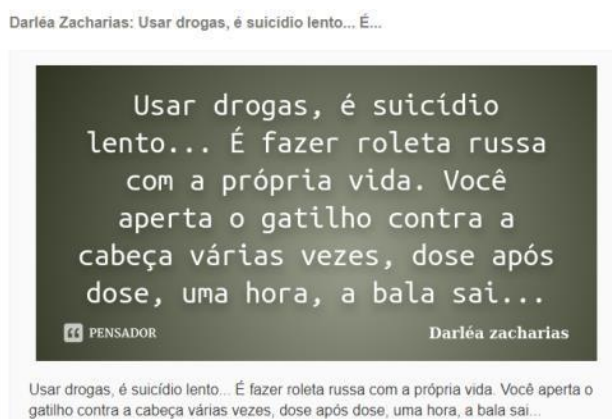 Darléa Zacharias: Usar drogas, é suicídio lento... É...
Usar drogas, é suicídio
lento... É fazer roleta russa
com a própria vida. Você
aperta o gatilho contra a
cabeça várias vezes, dose após
dose, uma hora, a bala sai...
PENSADOR
Darléa zacharias
Usar drogas, é suicídio lento... É fazer roleta russa com a própria vida. Você aperta o
gatilho contra a cabeça várias vezes, dose após dose, uma hora, a bala sai...